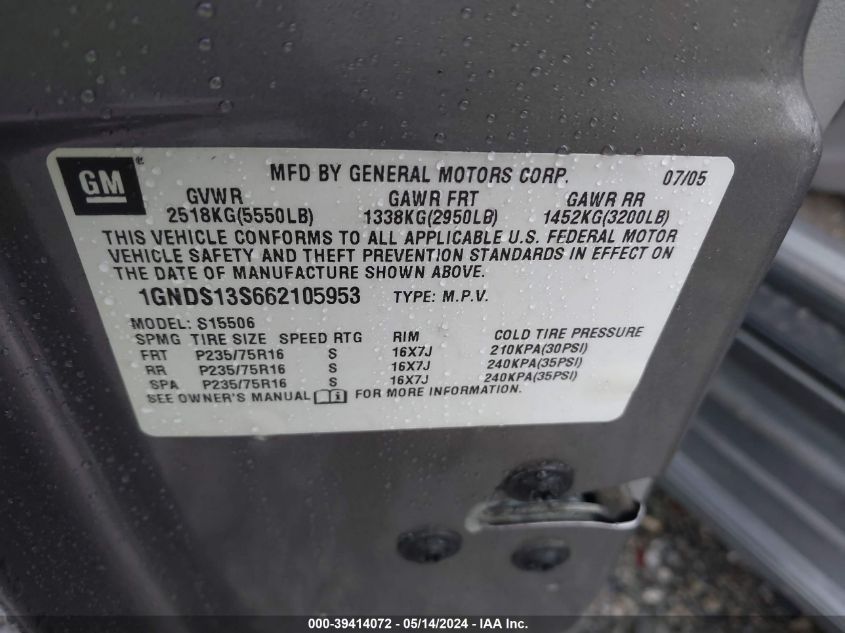 GM®
MFD BY GENERAL MOTORS CORP. 07/05
GVWR GAWR FRT GAWR RR
2518KG(5550LB) 1338KG(2950LB) 1452KG(3200LB)
THIS VEHICLE CONFORMS TO ALL APPLICABLE U.S. FEDERAL MOTOR
VEHICLE SAFETY AND THEFT PREVENTION STANDARDS IN EFFECT ON
THE DATE OF MANUFACTURE SHOWN ABOVE.
1GNDS13S662105953 TYPE: M.P.V.
MODEL: S15506
SPMG TIRE SIZE SPEED RTG RIM COLD TIRE PRESSURE
FRT P235/75R16 S 16X7J 210KPA(30PSI)
RR P235/75R16 S 16X7J 240KPA(35PSI)
SPA P235/75R16 S 16X7J 240KPA(35PSI)
SEE OWNER'S MANUAL i FOR MORE INFORMATION.
000-39414072 - 05/14/2024 - IAA Inc.